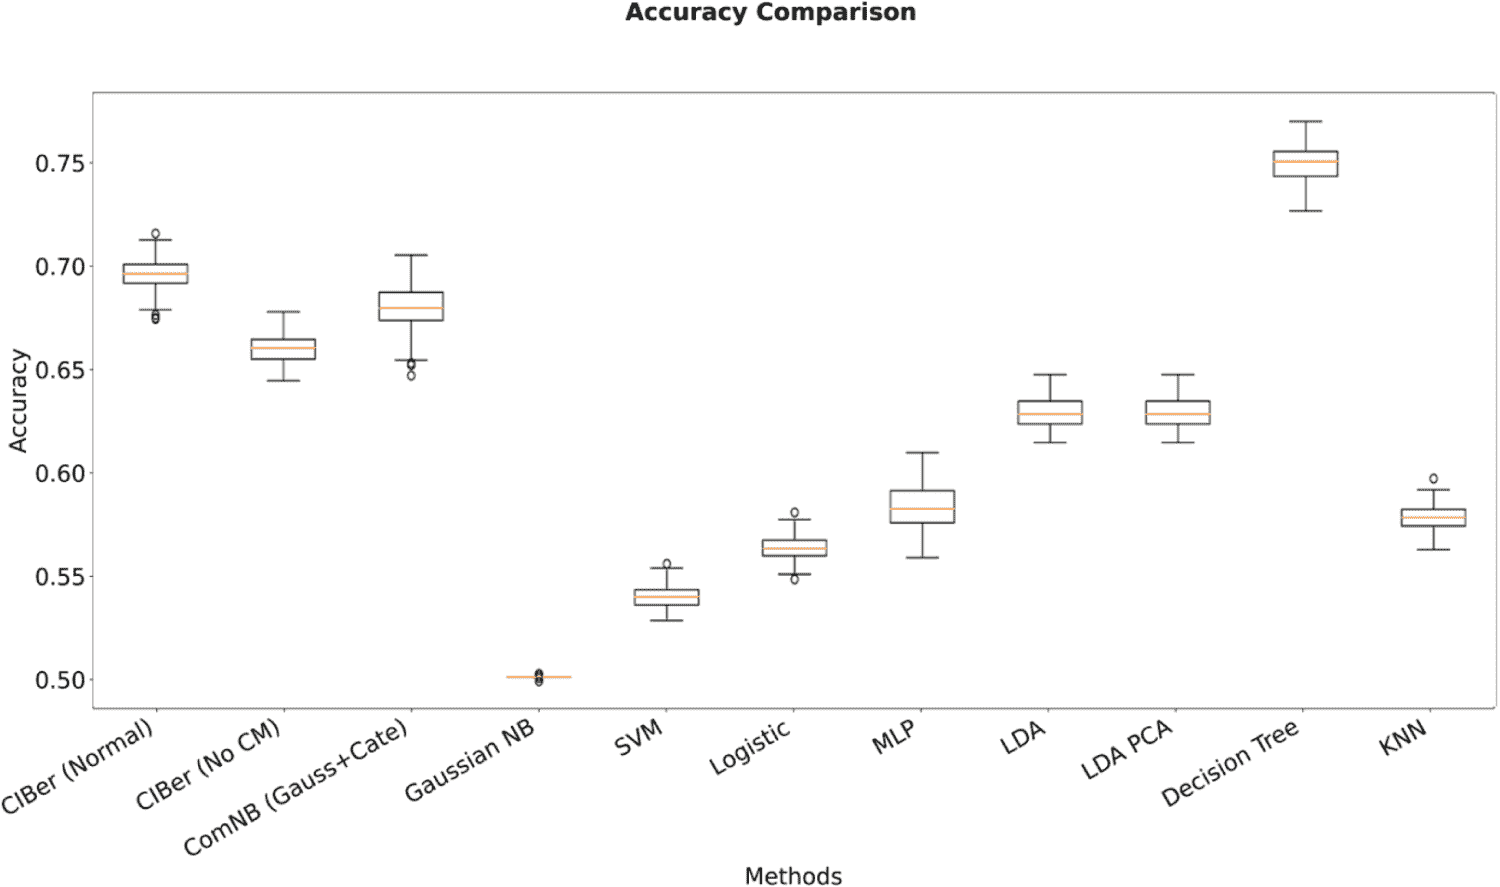 Accuracy Comparison
0.75
0.70
0.65
0.60
0.55
0.50
Accuracy
CIBer (Normal)
CIBer (No CM)
ComNB (Gauss+Cate)
Gaussian NB
SVM
Logistic
MLP
LDA
LDA PCA
Decision Tree
KNN
Methods